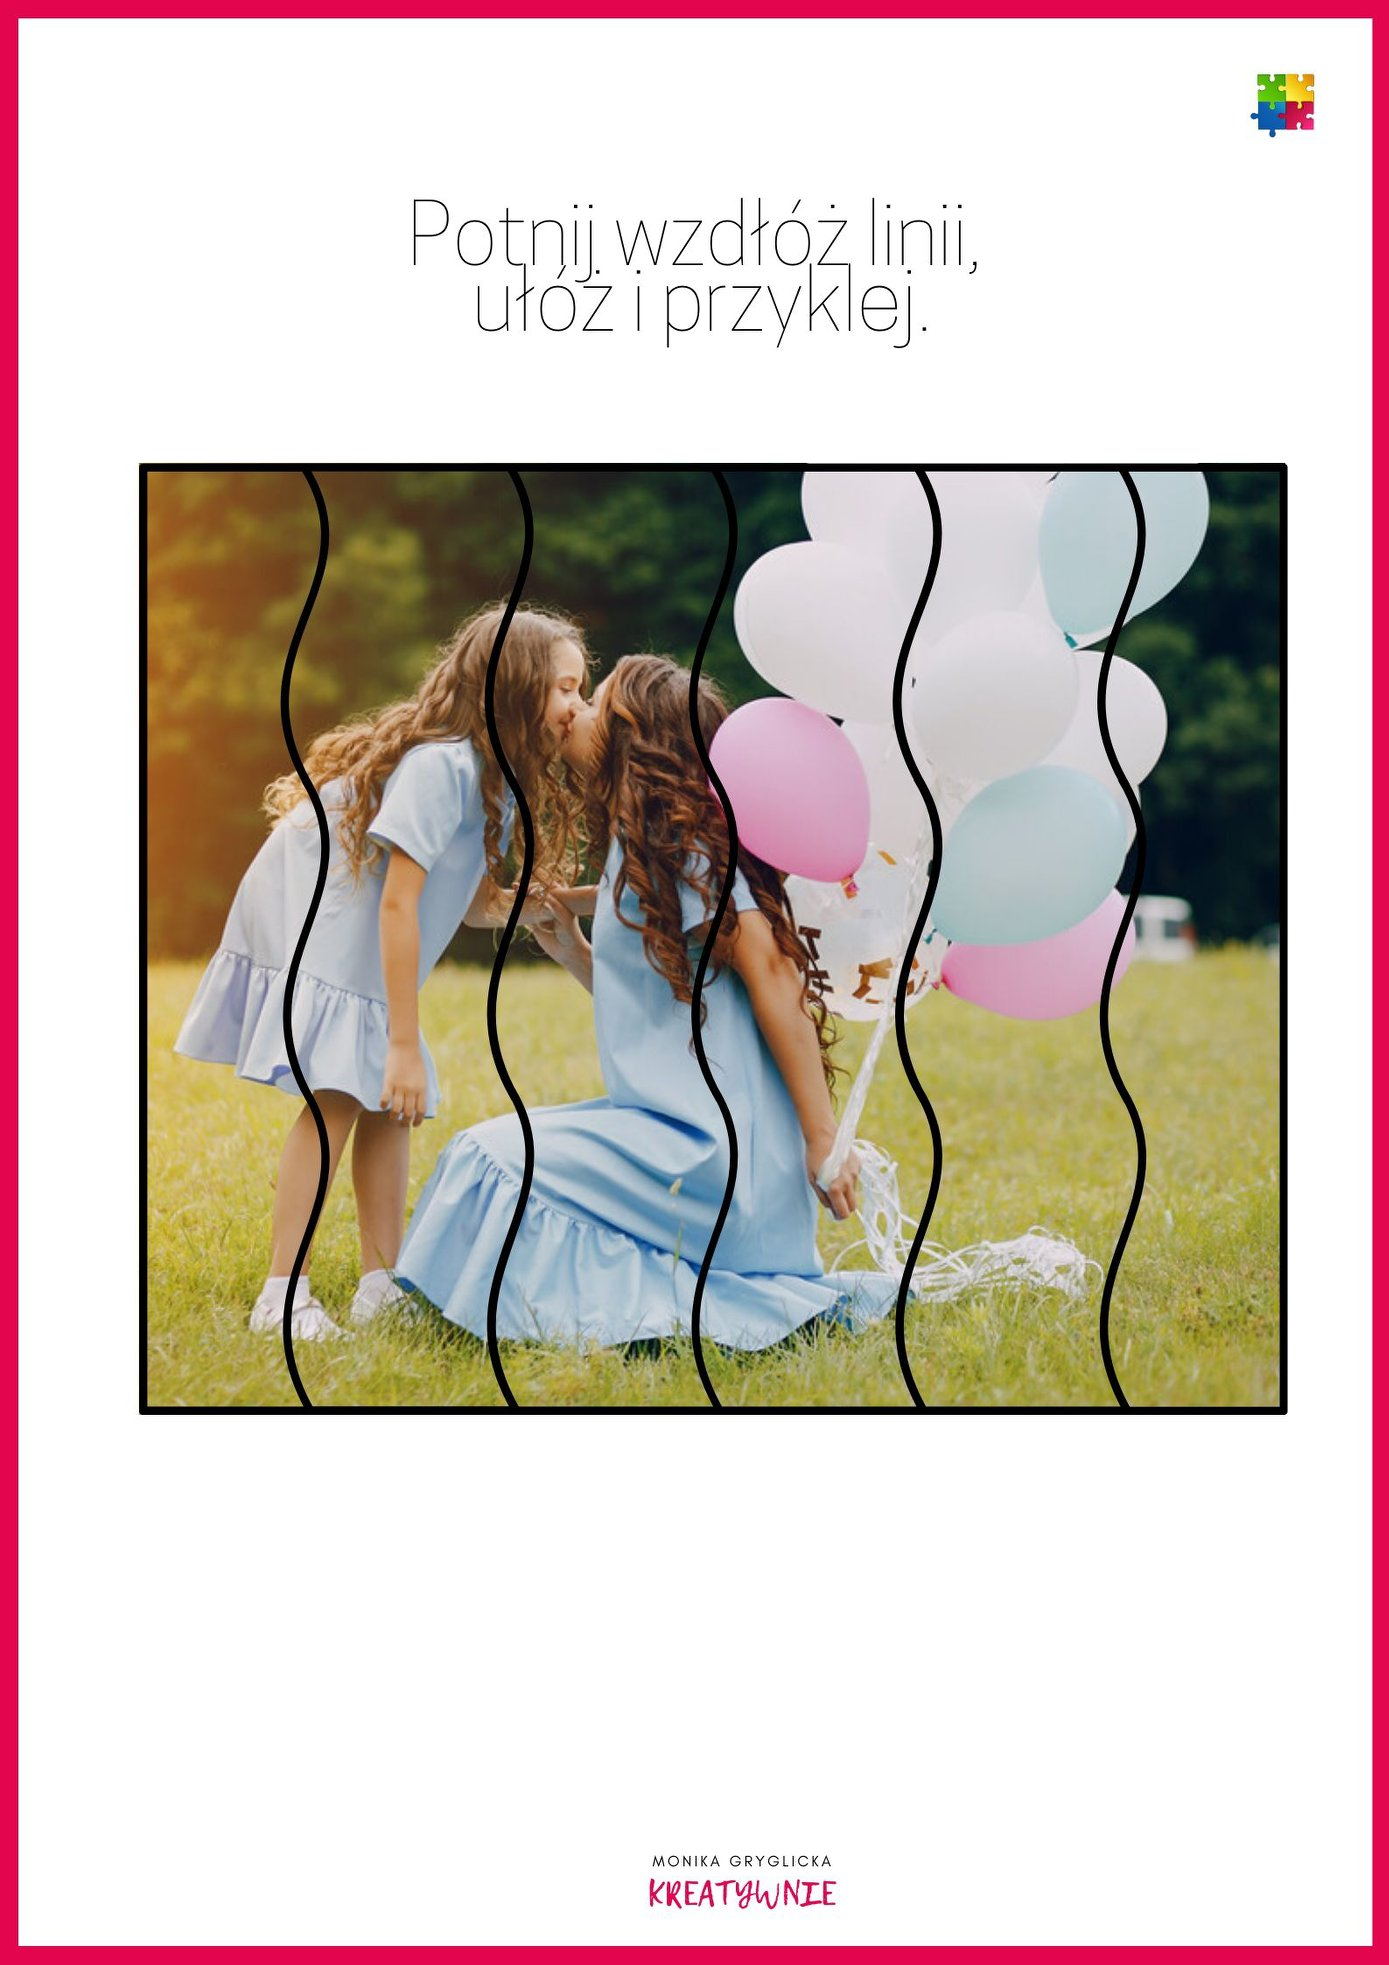 Potnij wzdłóż linii,
ułóż i przyklej.
MONIKA GRYGLICKA
KREATYWNIE